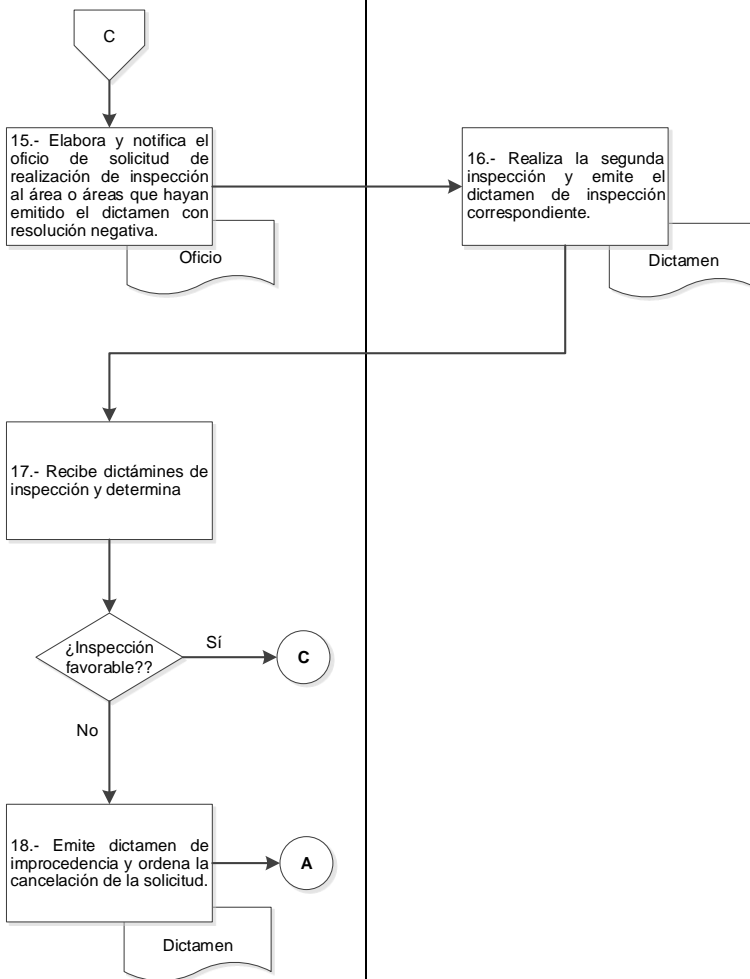 C
15.- Elabora y notifica el
oficio de solicitud de
realización de inspección
al área o áreas que hayan
emitido el dictamen con
resolución negativa.
Oficio
16.- Realiza la segunda
inspección y emite el
dictamen de inspección
correspondiente.
Dictamen
17.- Recibe dictámines de
inspección y determina
¿Inspección
favorable??
Sí
C
No
18.- Emite dictamen de
improcedencia y ordena la
cancelación de la solicitud.
A
Dictamen